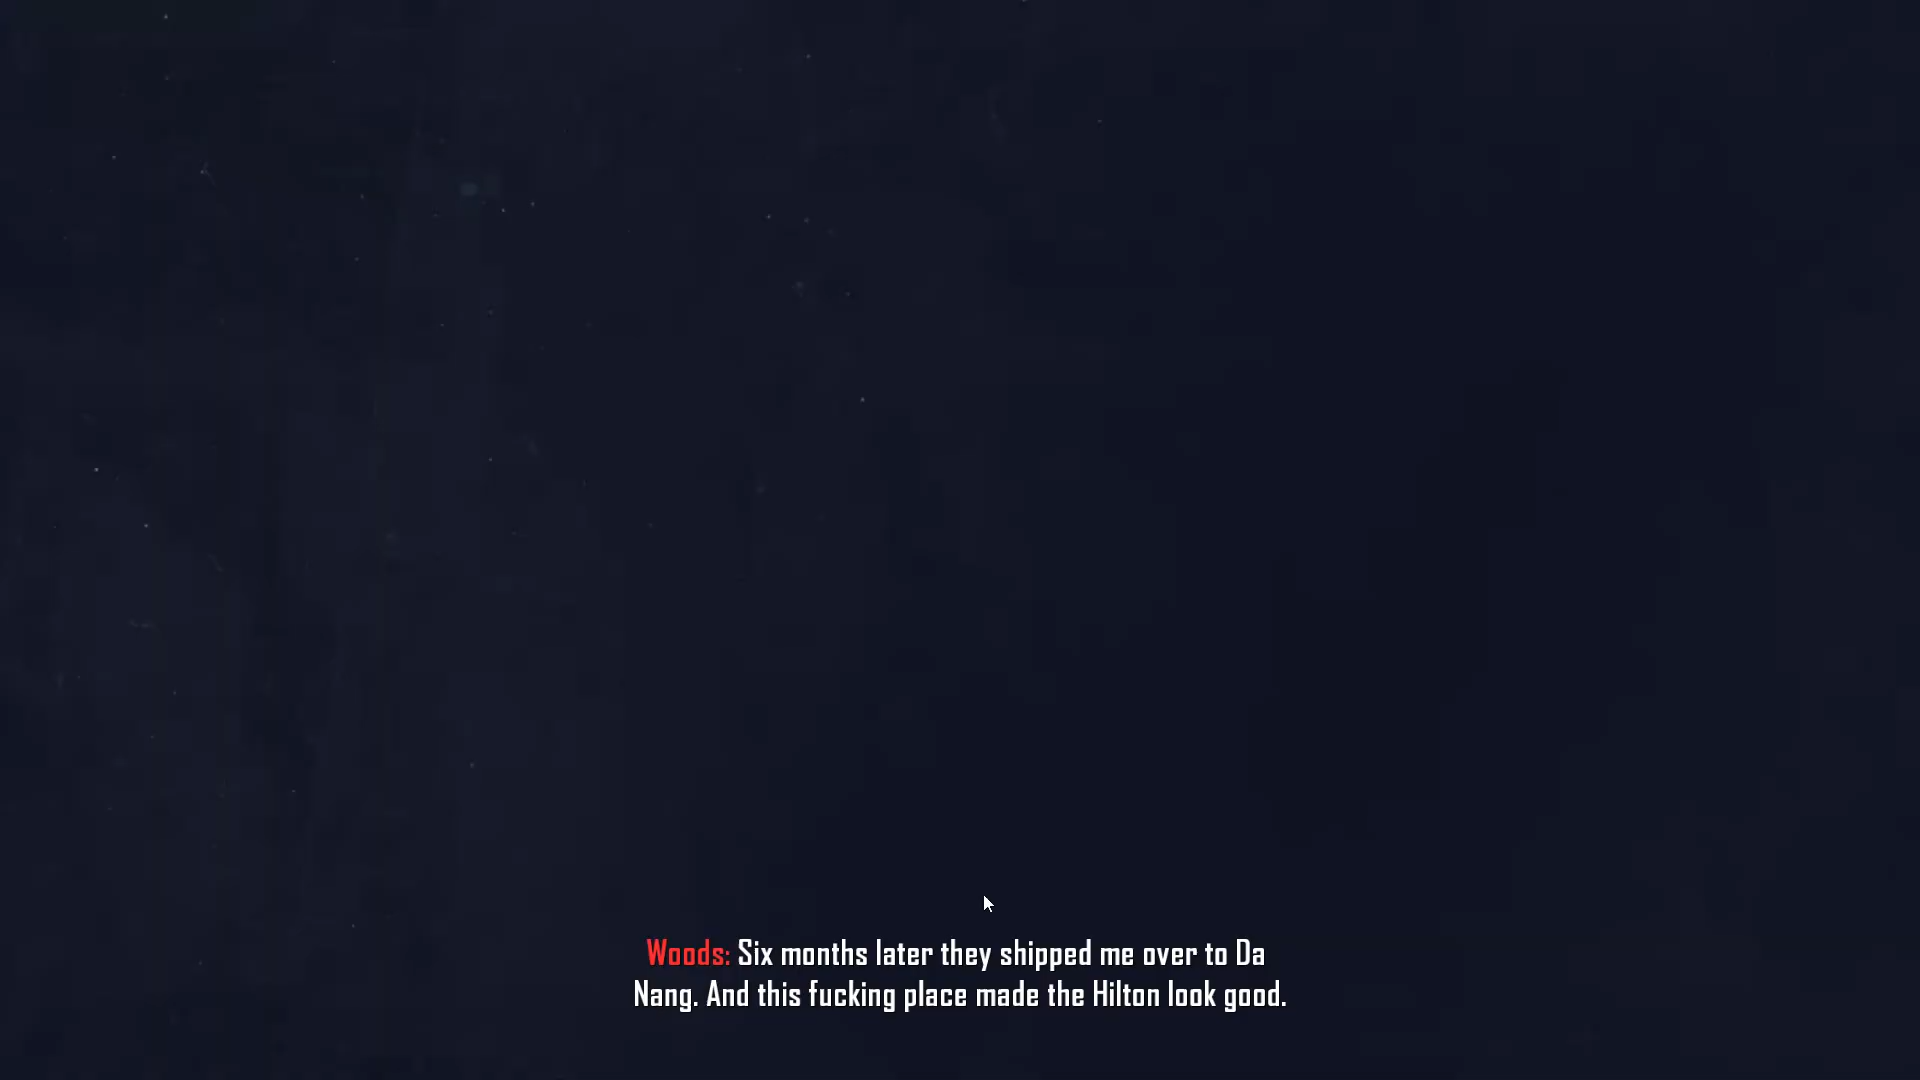 Woods: Six months later they shipped me over to Da
Nang. And this fucking place made the Hilton look good.